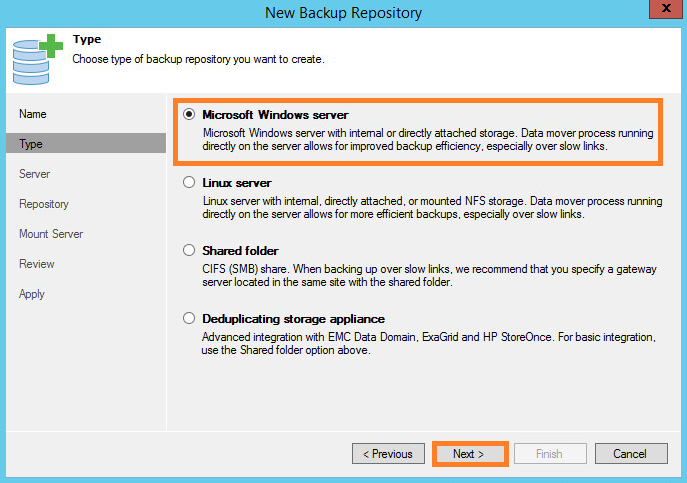 New Backup Repository
x
Type
Choose type of backup repository you want to create.
Name
Type
Server
Repository
Mount Server
Review
Apply
Microsoft Windows server
Microsoft Windows server with internal or directly attached storage. Data mover process running
directly on the server allows for improved backup efficiency, especially over slow links.
Linux server
Linux server with internal, directly attached, or mounted NFS storage. Data mover process running
directly on the server allows for more efficient backups, especially over slow links.
Shared folder
CIFS (SMB) share. When backing up over slow links, we recommend that you specify a gateway
server located in the same site with the shared folder.
Deduplicating storage appliance
Advanced integration with EMC Data Domain, ExaGrid and HP StoreOnce. For basic integration,
use the Shared folder option above.
< Previous
Next >
Finish
Cancel